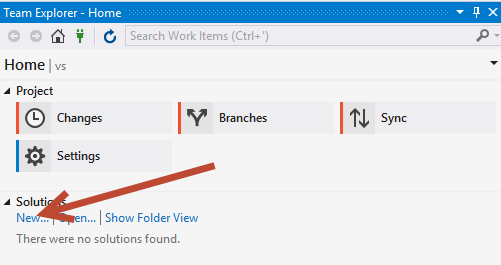 Team Explorer - Home
Search Work Items (Ctrl+')
Home | vs
Project
Changes
Branches
Sync
Settings
Solutions
New... | Open... | Show Folder View
There were no solutions found.